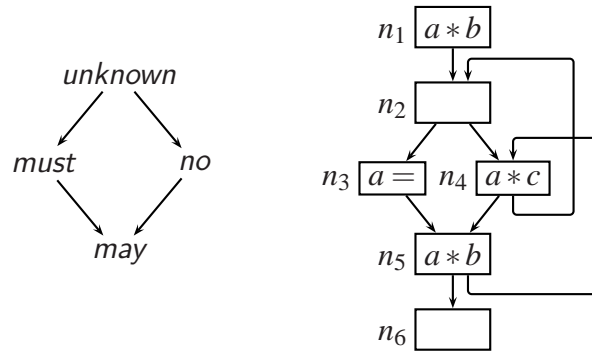 unknown
must no
may
n1 a ∗ b
n2
n3 a = n4 a ∗ c
n5 a ∗ b
n6